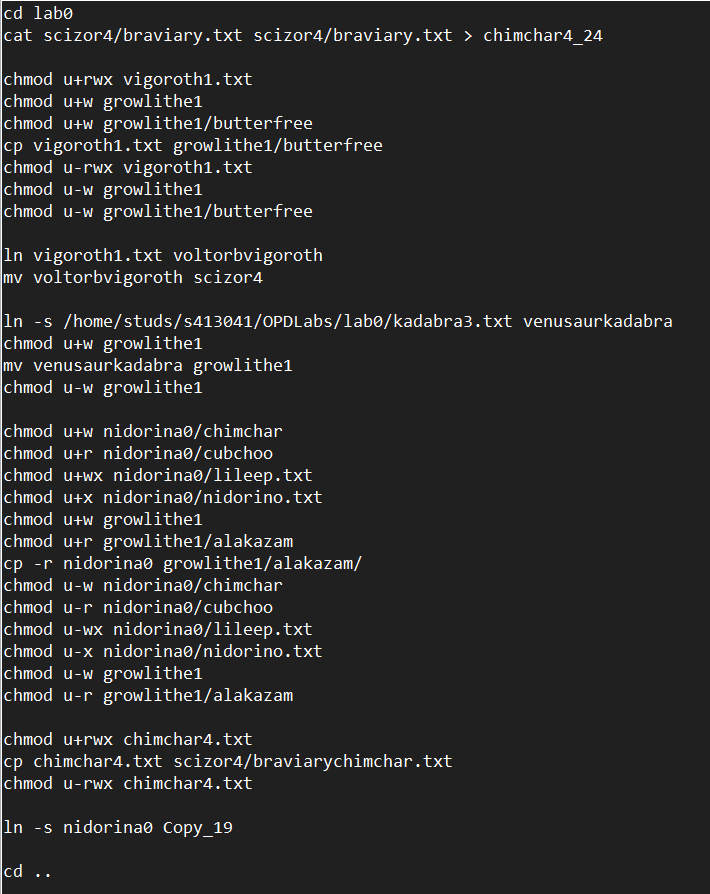 cd lab0
cat scizor4/braviary.txt scizor4/braviary.txt > chimchar4_24
chmod u+rwx vigoroth1.txt
chmod u+w growlithe1
chmod u+w growlithe1/butterfree
cp vigoroth1.txt growlithe1/butterfree
chmod u-rwx vigoroth1.txt
chmod u-w growlithe1
chmod u-w growlithe1/butterfree
ln vigoroth1.txt voltorbvigoroth
mv voltorbvigoroth scizor4
ln -s /home/studs/s413041/OPDLabs/lab0/kadabra3.txt venusaurkadabra
chmod u+w growlithe1
mv venusaurkadabra growlithe1
chmod u-w growlithe1
chmod u+w nidorina0/chimchar
chmod u+r nidorina0/cubchoo
chmod u+wx nidorina0/lileep.txt
chmod u+x nidorina0/nidorino.txt
chmod u+w growlithe1
chmod u+r growlithe1/alakazam
cp -r nidorina0 growlithe1/alakazam/
chmod u-w nidorina0/chimchar
chmod u-r nidorina0/cubchoo
chmod u-wx nidorina0/lileep.txt
chmod u-x nidorina0/nidorino.txt
chmod u-w growlithe1
chmod u-r growlithe1/alakazam
chmod u+rwx chimchar4.txt
cp chimchar4.txt scizor4/braviarychimchar.txt
chmod u-rwx chimchar4.txt
ln -s nidorina0 Copy_19
cd ..